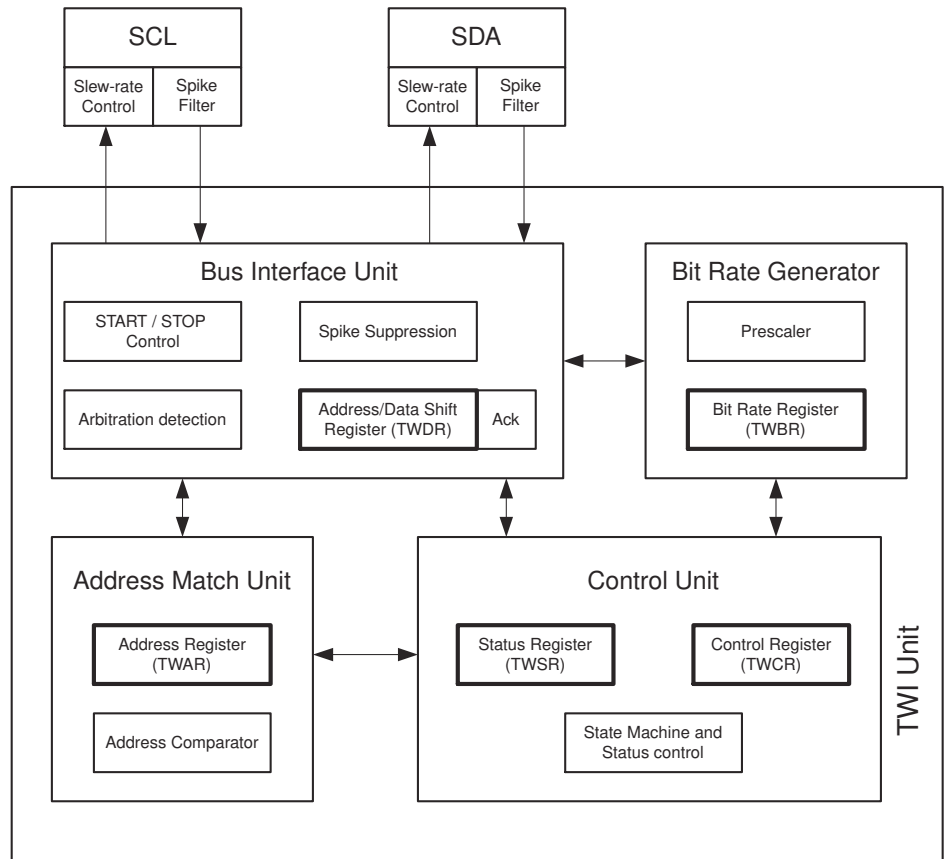 SCL
SDA
Slew-rate
Control
Spike
Filter
Slew-rate
Control
Spike
Filter
Bus Interface Unit
START / STOP
Control
Spike Suppression
Arbitration detection
Address/Data Shift
Register (TWDR)
Ack
Bit Rate Generator
Prescaler
Bit Rate Register
(TWBR)
Address Match Unit
Address Register
(TWAR)
Address Comparator
Control Unit
Status Register
(TWSR)
Control Register
(TWCR)
State Machine and
Status control
TWI Unit